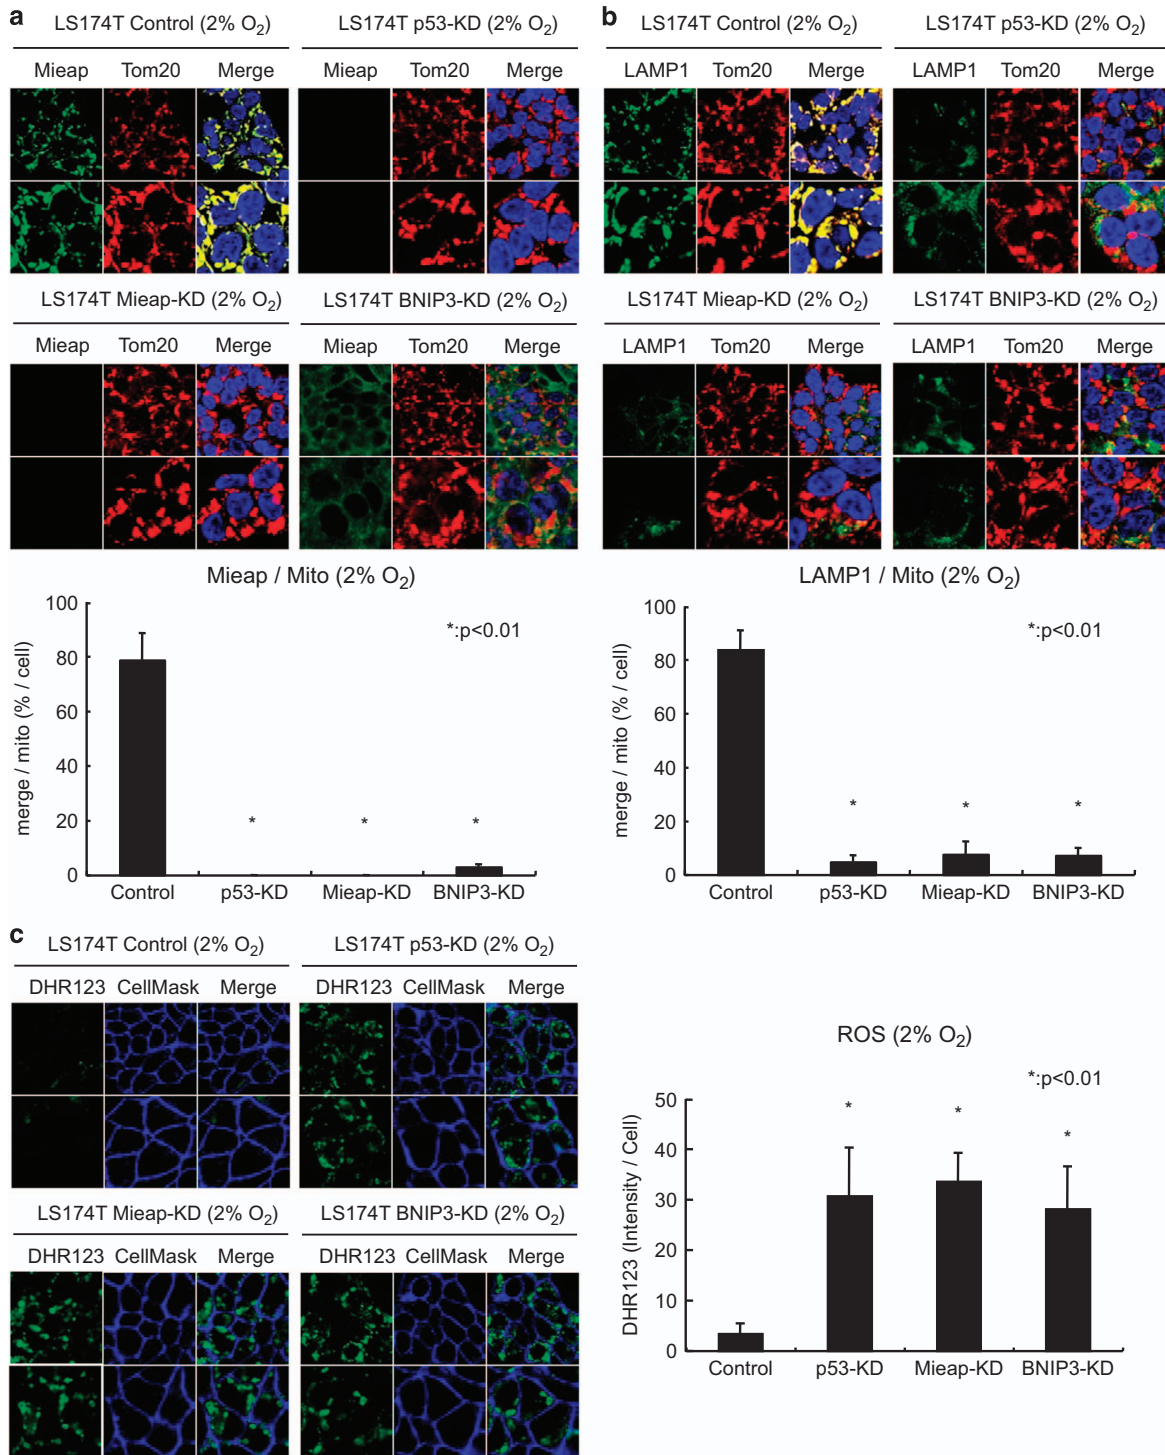 a
LS174T Control (2% O₂)
Mieap Tom20 Merge
LS174T p53-KD (2% O₂)
Mieap Tom20 Merge
LS174T Mieap-KD (2% O₂)
Mieap Tom20 Merge
LS174T BNIP3-KD (2% O₂)
Mieap Tom20 Merge
Mieap / Mito (2% O₂)
*:p<0.01
merge / mito (% / cell)
100
80
60
40
20
0
* * *
Control p53-KD Mieap-KD BNIP3-KD
b
LS174T Control (2% O₂)
LAMP1 Tom20 Merge
LS174T p53-KD (2% O₂)
LAMP1 Tom20 Merge
LS174T Mieap-KD (2% O₂)
LAMP1 Tom20 Merge
LS174T BNIP3-KD (2% O₂)
LAMP1 Tom20 Merge
LAMP1 / Mito (2% O₂)
*:p<0.01
merge / mito (% / cell)
100
80
60
40
20
0
* * *
Control p53-KD Mieap-KD BNIP3-KD
c
LS174T Control (2% O₂)
DHR123 CellMask Merge
LS174T p53-KD (2% O₂)
DHR123 CellMask Merge
LS174T Mieap-KD (2% O₂)
DHR123 CellMask Merge
LS174T BNIP3-KD (2% O₂)
DHR123 CellMask Merge
ROS (2% O₂)
*:p<0.01
DHR123 (Intensity / Cell)
50
40
30
20
10
0
* * *
Control p53-KD Mieap-KD BNIP3-KD